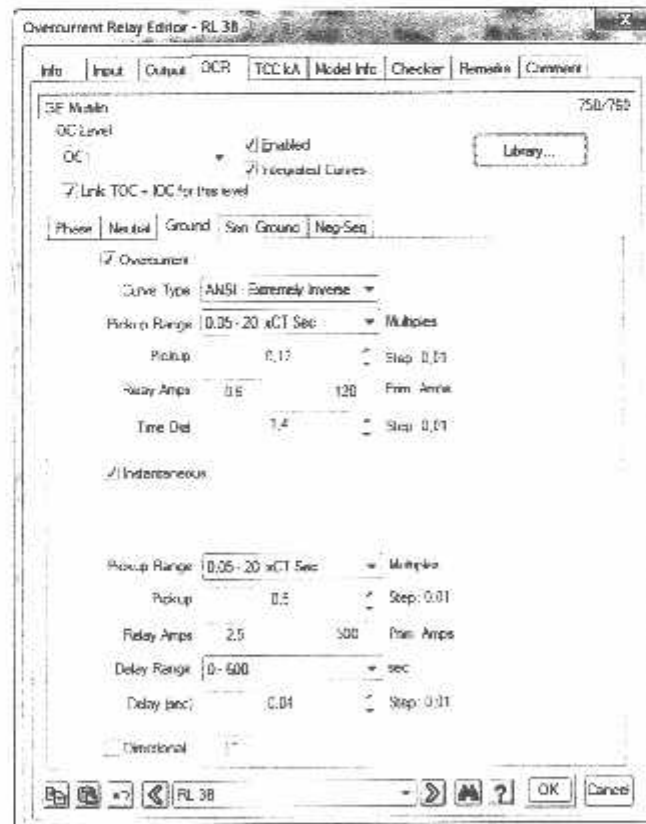 Overcurrent Relay Editor - RL 3B
Info Input Output OCR TCC kA Model Info Checker Remarks Comment
GE Multilin 750/760
OC Level
OC1
Enabled
Integrated Curves
Library...
Link TOC + IOC for this level
Phase Neutral Ground Sen. Ground Neg-Seq
Overcurrent
Curve Type ANSI - Extremely Inverse
Pickup Range 0.05 - 20 xCT Sec Multiples
Pickup 0.12 Step: 0.01
Relay Amps 0.6 120 Prim. Amps
Time Dial 1.4 Step: 0.01
Instantaneous
Pickup Range 0.05 - 20 xCT Sec Multiples
Pickup 0.5 Step: 0.01
Relay Amps 2.5 500 Prim. Amps
Delay Range 0 - 600 sec
Delay (sec) 0.04 Step: 0.01
Directional
RL 3B ? OK Cancel